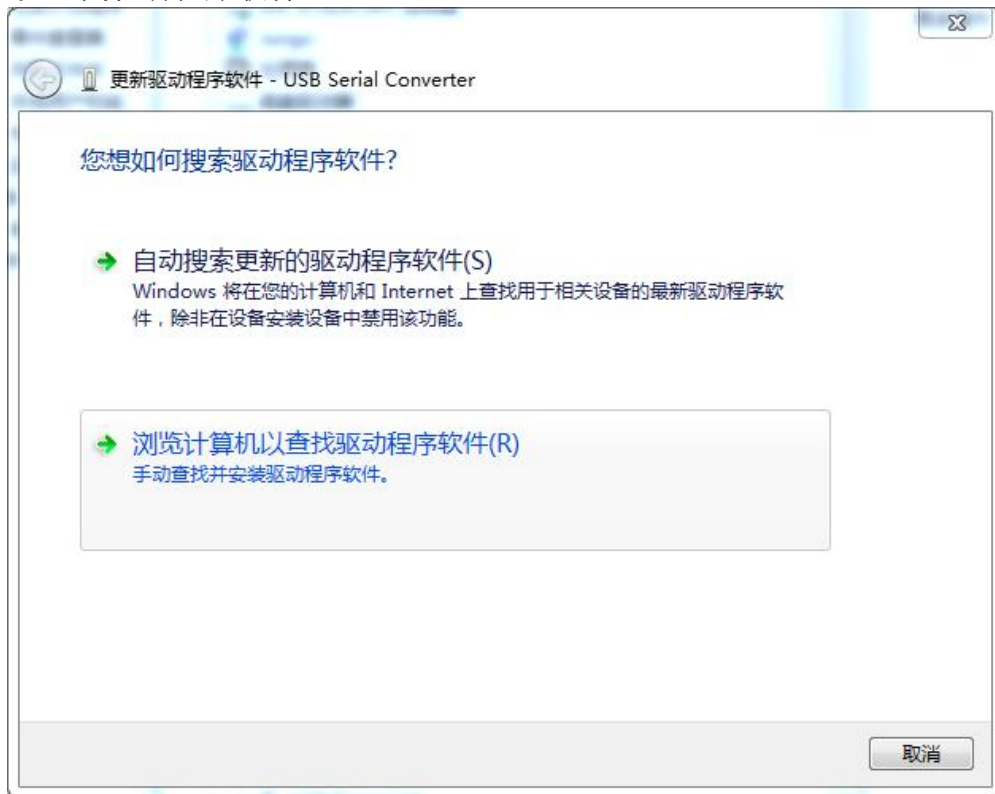 更新驱动程序软件 - USB Serial Converter
您想如何搜索驱动程序软件?
自动搜索更新的驱动程序软件(S)
Windows 将在您的计算机和 Internet 上查找用于相关设备的最新驱动程序软
件，除非在设备安装设备中禁用该功能。
浏览计算机以查找驱动程序软件(R)
手动查找并安装驱动程序软件。
取消